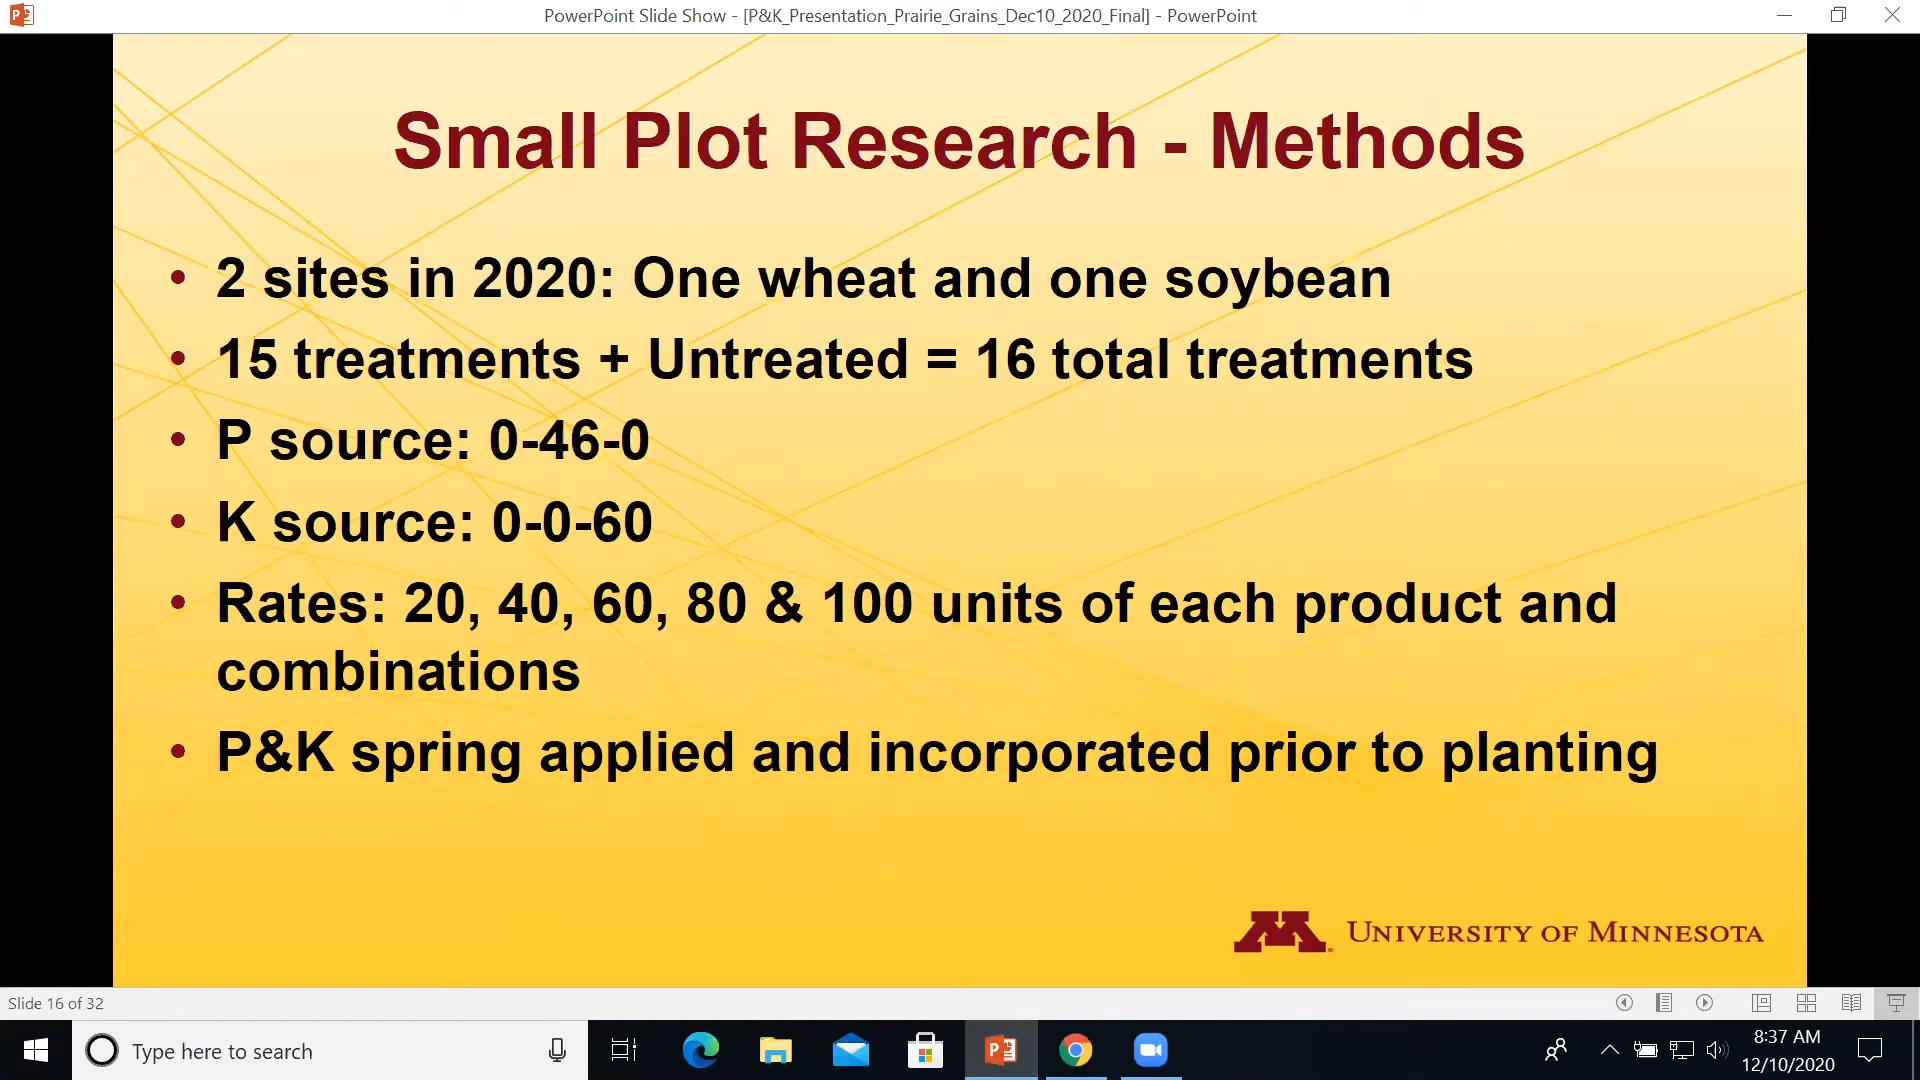 PowerPoint Slide Show - [P&K_Presentation_Prairie_Grains_Dec10_2020_Final] - PowerPoint
Small Plot Research - Methods
• 2 sites in 2020: One wheat and one soybean
• 15 treatments + Untreated = 16 total treatments
• P source: 0-46-0
• K source: 0-0-60
• Rates: 20, 40, 60, 80 & 100 units of each product and
combinations
• P&K spring applied and incorporated prior to planting
M
UNIVERSITY OF MINNESOTA
Slide 16 of 32
Type here to search
8:37 AM
12/10/2020